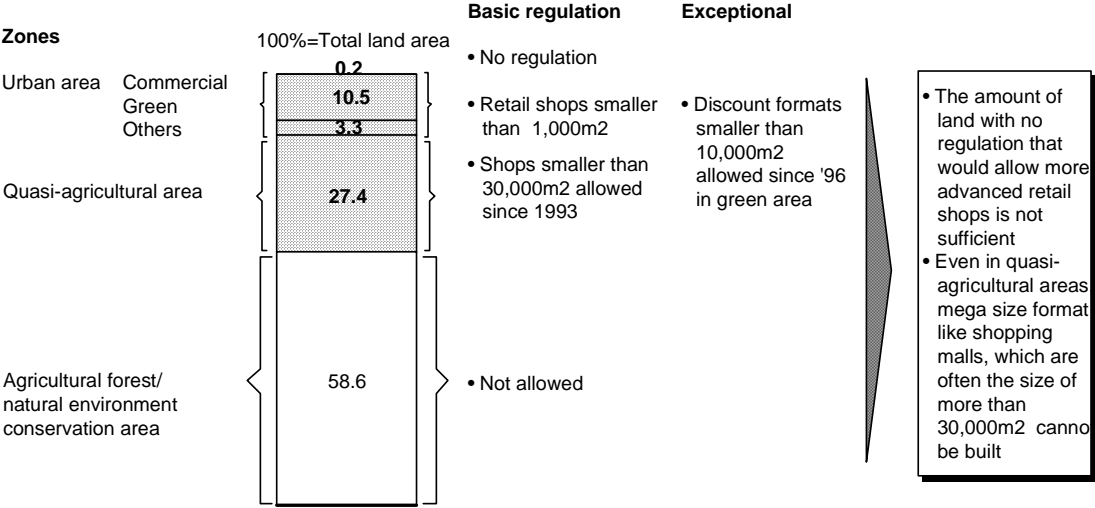 Basic regulation
Exceptional
Zones
100%=Total land area
Urban area
Commercial
Green
Others
0.2
10.5
3.3
• No regulation
• Retail shops smaller
than 1,000m2
• Discount formats
smaller than
10,000m2
allowed since '96
in green area
Quasi-agricultural area
27.4
• Shops smaller than
30,000m2 allowed
since 1993
Agricultural forest/
natural environment
conservation area
58.6
• Not allowed
• The amount of
land with no
regulation that
would allow more
advanced retail
shops is not
sufficient
• Even in quasi-
agricultural areas
mega size format
like shopping
malls, which are
often the size of
more than
30,000m2 canno
be built